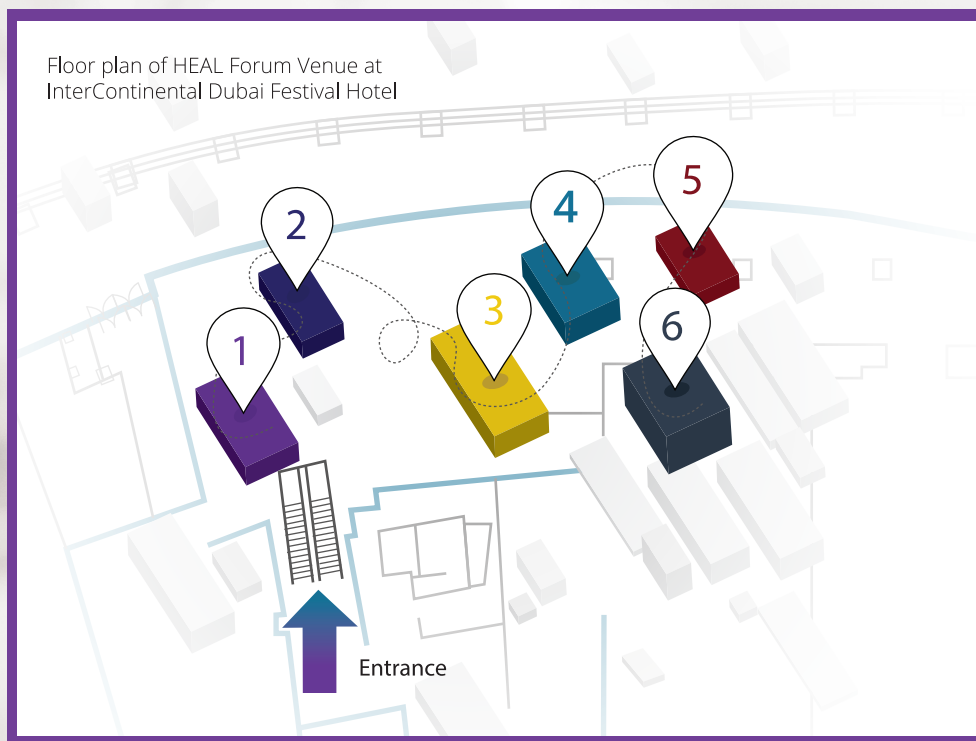 Floor plan of HEAL Forum Venue at
InterContinental Dubai Festival Hotel
1
2
3
4
5
6
Entrance